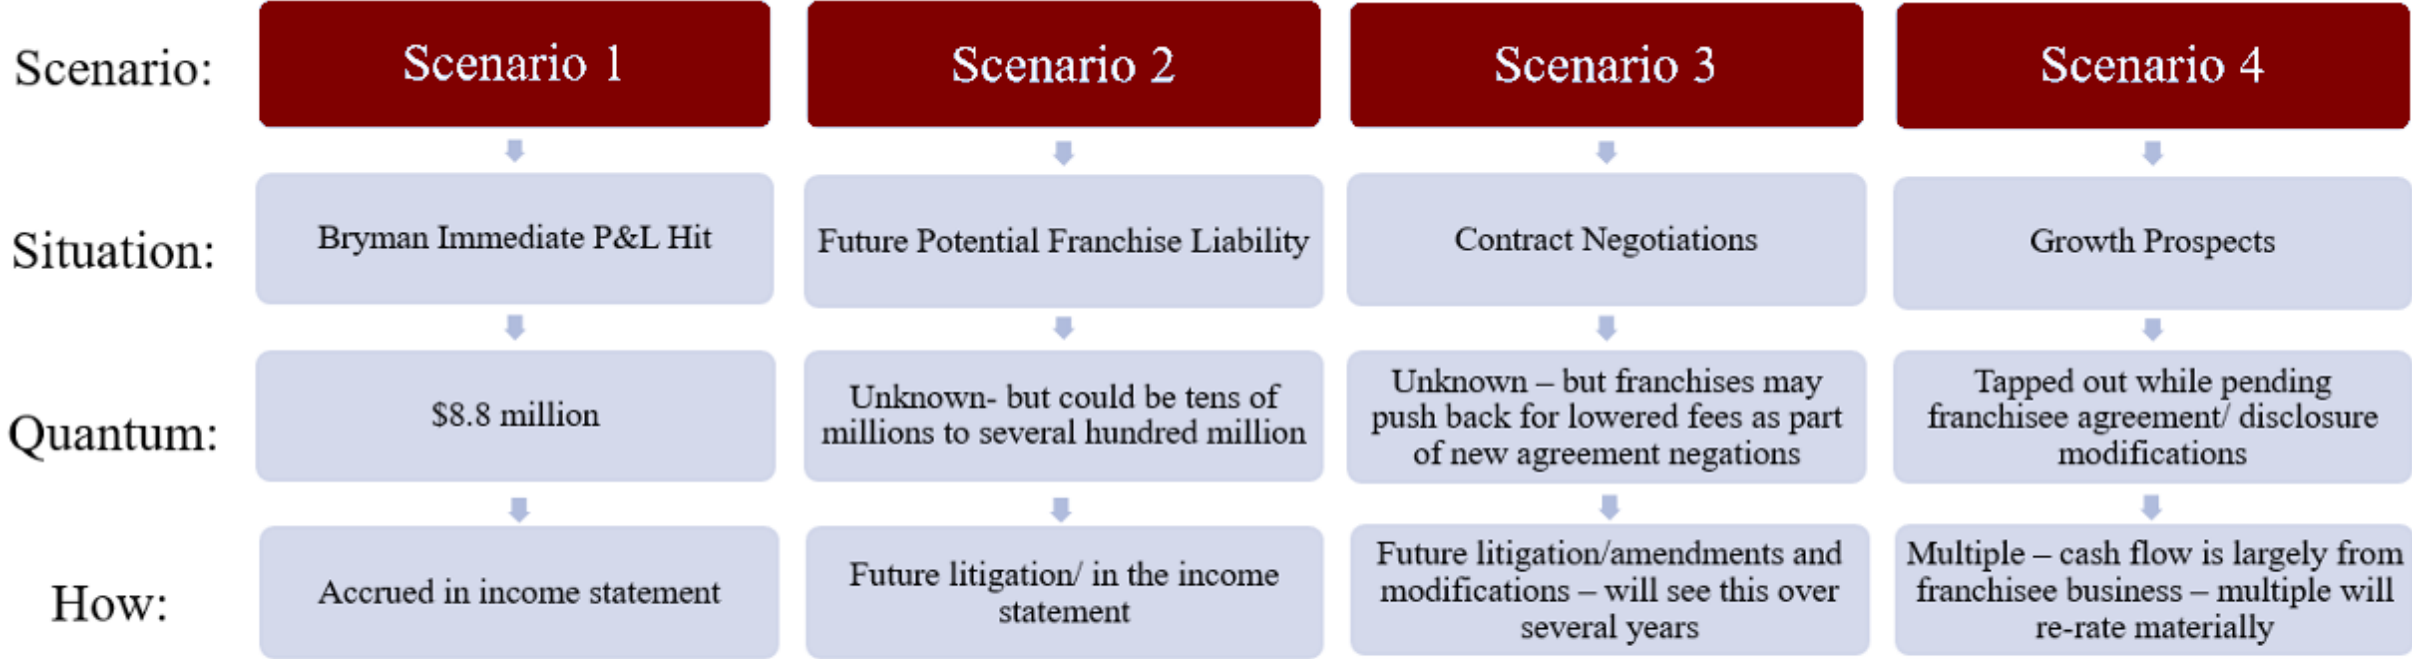 Scenario:
Scenario 1
Scenario 2
Scenario 3
Scenario 4
Situation:
Bryman Immediate P&L Hit
Future Potential Franchise Liability
Contract Negotiations
Growth Prospects
Quantum:
$8.8 million
Unknown- but could be tens of
millions to several hundred million
Unknown – but franchises may
push back for lowered fees as part
of new agreement negations
Tapped out while pending
franchisee agreement/ disclosure
modifications
How:
Accrued in income statement
Future litigation/ in the income
statement
Future litigation/amendments and
modifications – will see this over
several years
Multiple – cash flow is largely from
franchisee business – multiple will
re-rate materially